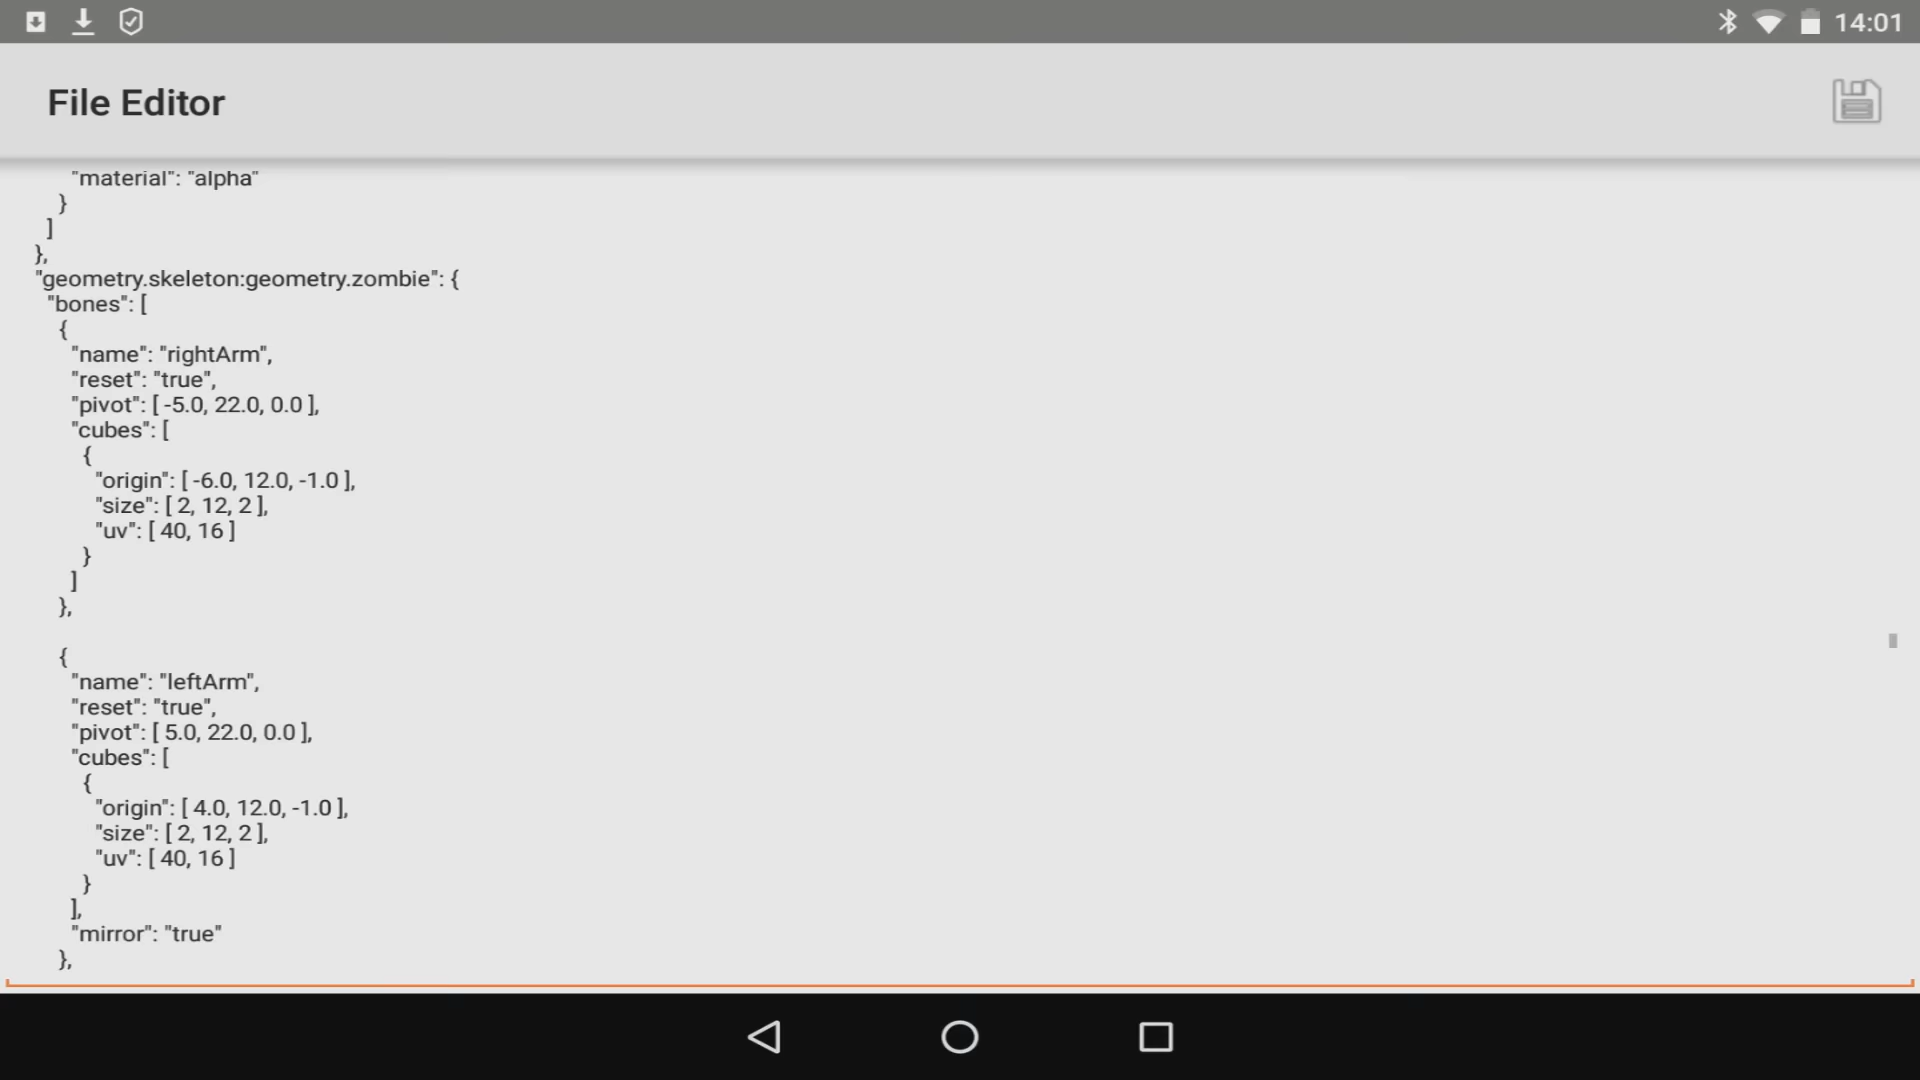 14:01
File Editor
"material": "alpha"
}
]
},
"geometry.skeleton:geometry.zombie": {
"bones": [
{
"name": "rightArm",
"reset": "true",
"pivot": [ -5.0, 22.0, 0.0 ],
"cubes": [
{
"origin": [ -6.0, 12.0, -1.0 ],
"size": [ 2, 12, 2 ],
"uv": [ 40, 16 ]
}
]
},
{
"name": "leftArm",
"reset": "true",
"pivot": [ 5.0, 22.0, 0.0 ],
"cubes": [
{
"origin": [ 4.0, 12.0, -1.0 ],
"size": [ 2, 12, 2 ],
"uv": [ 40, 16 ]
}
],
"mirror": "true"
},